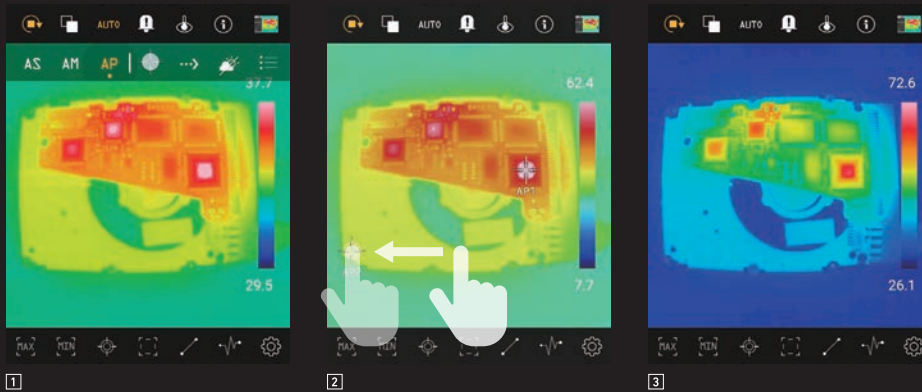 AUTO
AS AM AP
37.7
29.5
MAX MIN
1
AUTO
62.4
AP1
7.7
MAX MIN
2
AUTO
72.6
26.1
MAX MIN
3